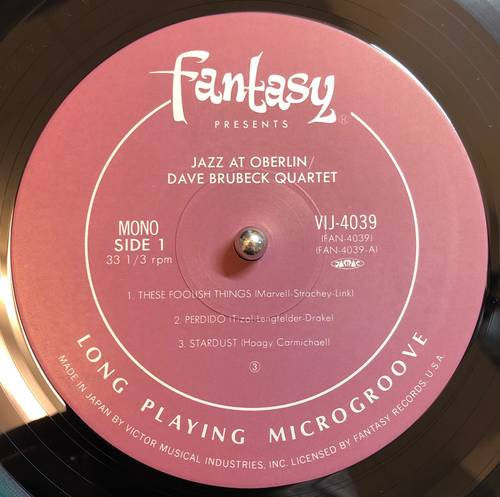 fantasy®
PRESENTS
JAZZ AT OBERLIN/
DAVE BRUBECK QUARTET
MONO
SIDE 1
33 1/3 rpm
VIJ-4039
(FAN-4039)
(FAN-4039-A)
JASRAC
1. THESE FOOLISH THINGS (Marvell-Strachey-Link)
2. PERDIDO (Tizol-Lengfelder-Drake)
3. STARDUST (Hoagy Carmichael)
③
LONG PLAYING MICROGROOVE
MADE IN JAPAN BY VICTOR MUSICAL INDUSTRIES, INC. LICENSED BY FANTASY RECORDS, U.S.A.